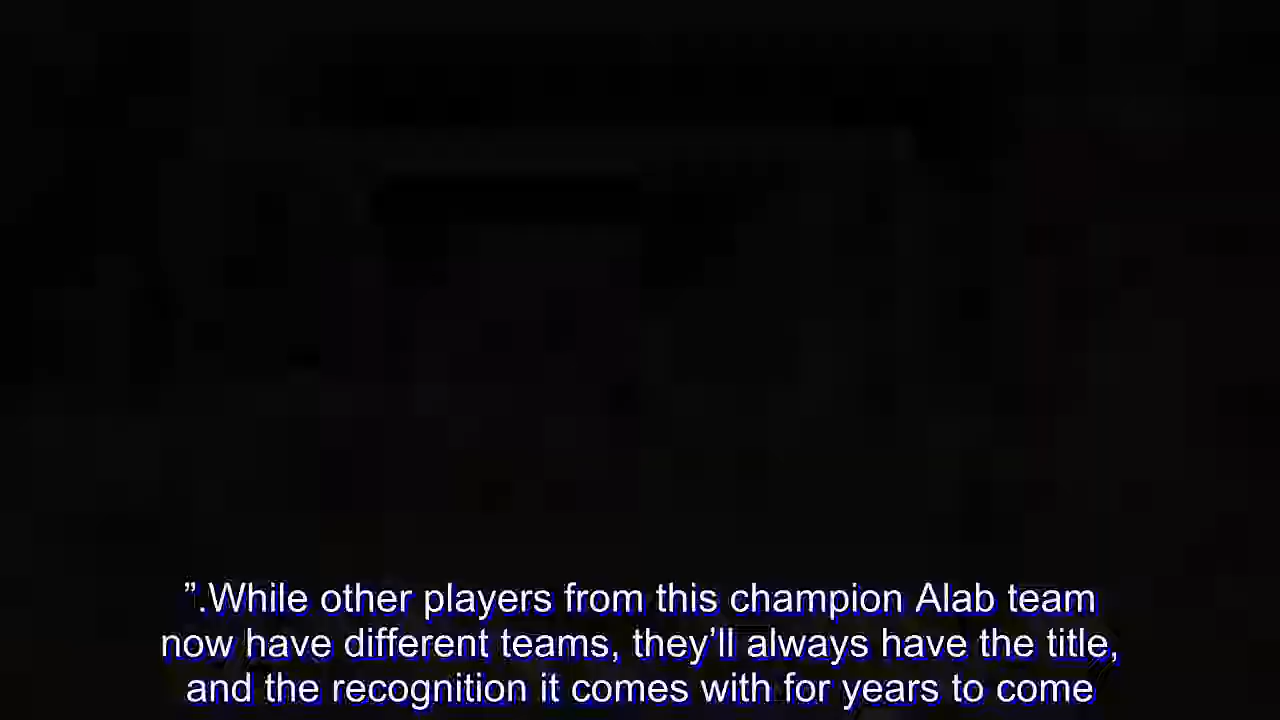 ”.While other players from this champion Alab team
now have different teams, they’ll always have the title,
and the recognition it comes with for years to come